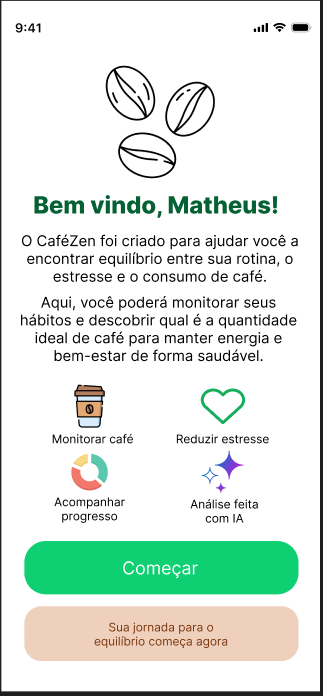 9:41
Bem vindo, Matheus!
O CaféZen foi criado para ajudar você a
encontrar equilíbrio entre sua rotina, o
estresse e o consumo de café.
Aqui, você poderá monitorar seus
hábitos e descobrir qual é a quantidade
ideal de café para manter energia e
bem-estar de forma saudável.
Monitorar café
Reduzir estresse
Acompanhar
progresso
Análise feita
com IA
Começar
Sua jornada para o
equilíbrio começa agora